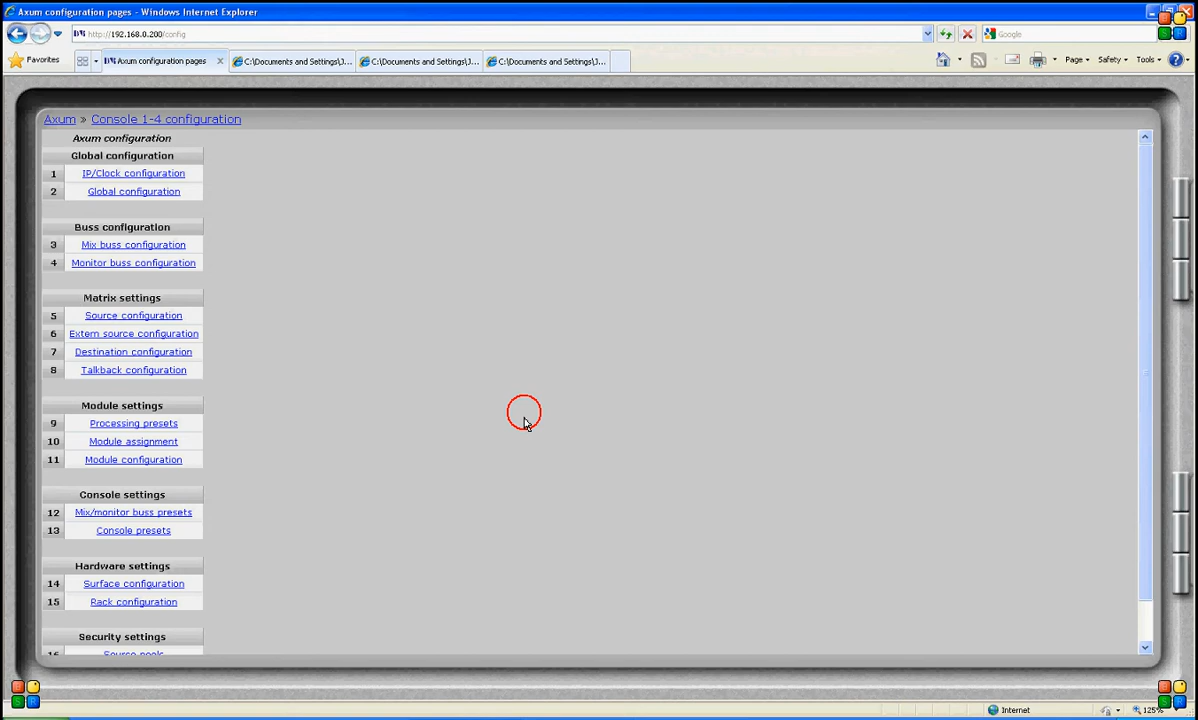 Axum configuration pages - Windows Internet Explorer
http://192.168.0.200/config
Google
Favorites
Axum configuration pages
C:\Documents and Settings\J...
C:\Documents and Settings\J...
C:\Documents and Settings\J...
Page
Safety
Tools
Axum » Console 1-4 configuration
Axum configuration
Global configuration
1 IP/Clock configuration
2 Global configuration
Buss configuration
3 Mix buss configuration
4 Monitor buss configuration
Matrix settings
5 Source configuration
6 Extern source configuration
7 Destination configuration
8 Talkback configuration
Module settings
9 Processing presets
10 Module assignment
11 Module configuration
Console settings
12 Mix/monitor buss presets
13 Console presets
Hardware settings
14 Surface configuration
15 Rack configuration
Security settings
16 Source pools
Internet
125%